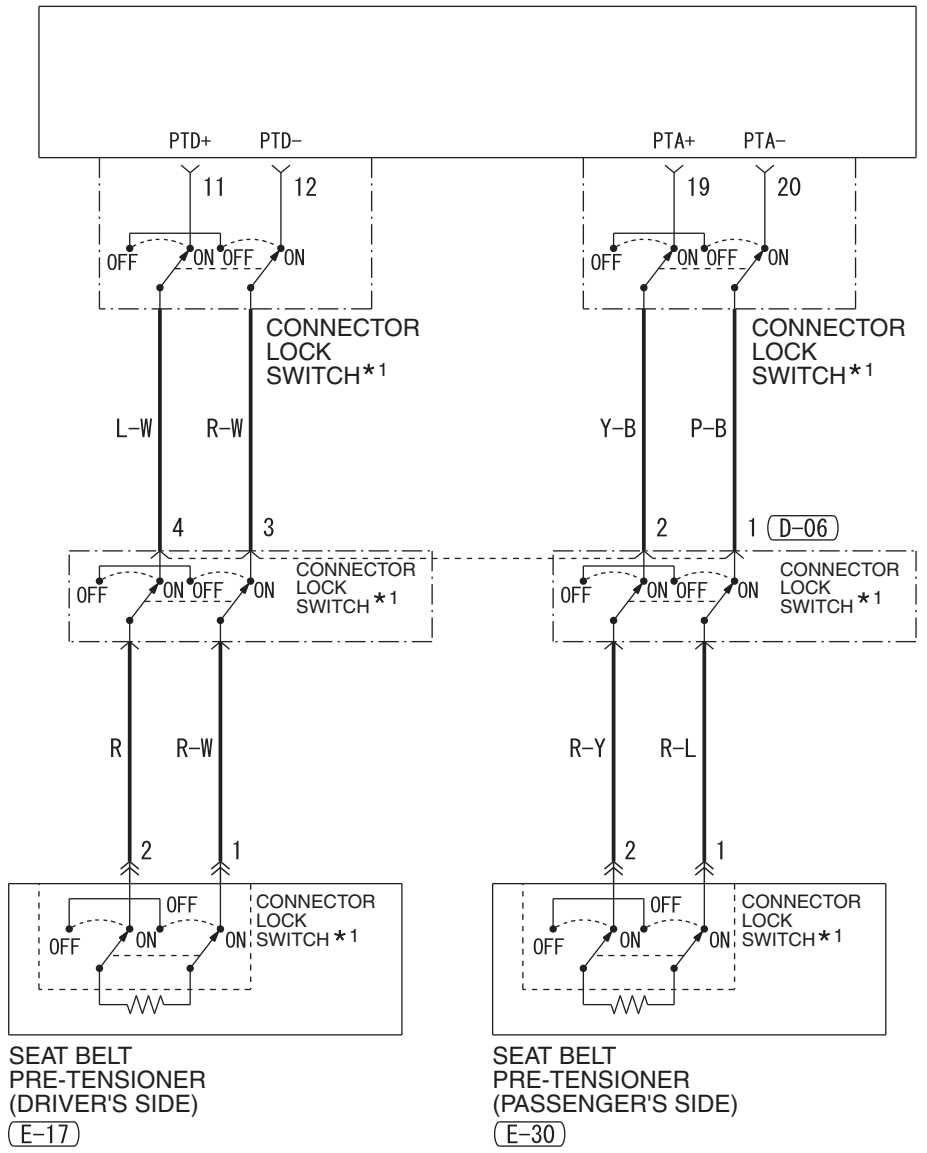 PTD+ PTD- PTA+ PTA-
11 12 19 20
OFF ON OFF ON OFF ON OFF ON
CONNECTOR
LOCK
SWITCH*1
CONNECTOR
LOCK
SWITCH*1
L-W R-W Y-B P-B
4 3 2 1 D-06
OFF ON OFF ON
CONNECTOR
LOCK
SWITCH*1
OFF ON OFF ON
CONNECTOR
LOCK
SWITCH*1
R R-W R-Y R-L
2 1 2 1
OFF OFF ON ON
CONNECTOR
LOCK
SWITCH*1
OFF OFF ON ON
CONNECTOR
LOCK
SWITCH*1
SEAT BELT
PRE-TENSIONER
(DRIVER'S SIDE)
E-17
SEAT BELT
PRE-TENSIONER
(PASSENGER'S SIDE)
E-30